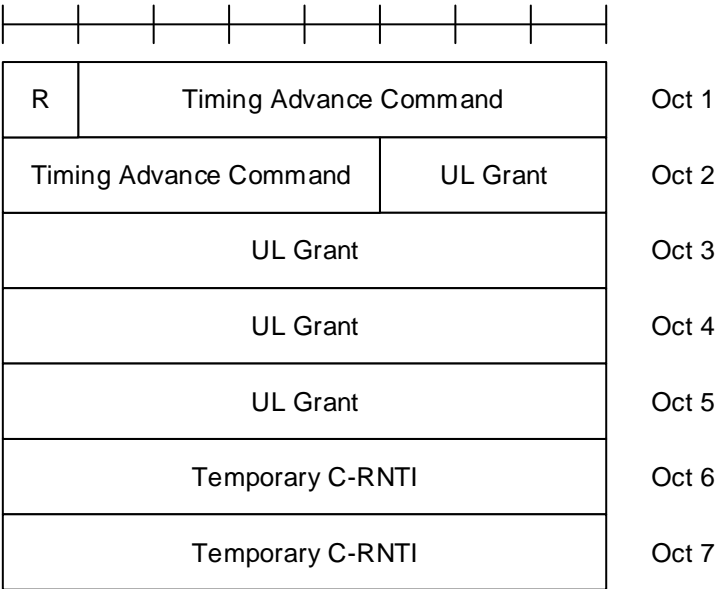 R Timing Advance Command Oct 1
Timing Advance Command UL Grant Oct 2
UL Grant Oct 3
UL Grant Oct 4
UL Grant Oct 5
Temporary C-RNTI Oct 6
Temporary C-RNTI Oct 7